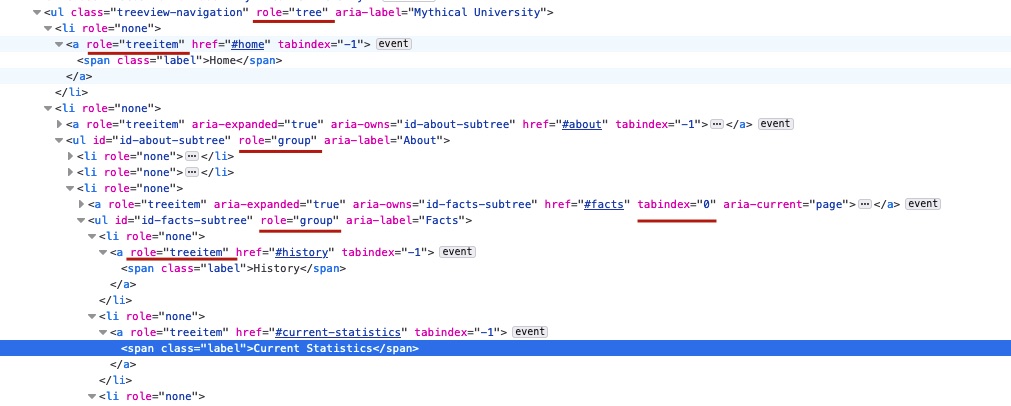 <ul class="treeview-navigation" role="tree" aria-label="Mythical University">
<li role="none">
<a role="treeitem" href="#home" tabindex="-1"> event
<span class="label">Home</span>
</a>
</li>
<li role="none">
<a role="treeitem" aria-expanded="true" aria-owns="id-about-subtree" href="#about" tabindex="-1"> ••• </a> event
<ul id="id-about-subtree" role="group" aria-label="About">
<li role="none"> ••• </li>
<li role="none"> ••• </li>
<li role="none">
<a role="treeitem" aria-expanded="true" aria-owns="id-facts-subtree" href="#facts" tabindex="0" aria-current="page"> ••• </a> event
<ul id="id-facts-subtree" role="group" aria-label="Facts">
<li role="none">
<a role="treeitem" href="#history" tabindex="-1"> event
<span class="label">History</span>
</a>
</li>
<li role="none">
<a role="treeitem" href="#current-statistics" tabindex="-1"> event
<span class="label">Current Statistics</span>
</a>
</li>
<li role="none">